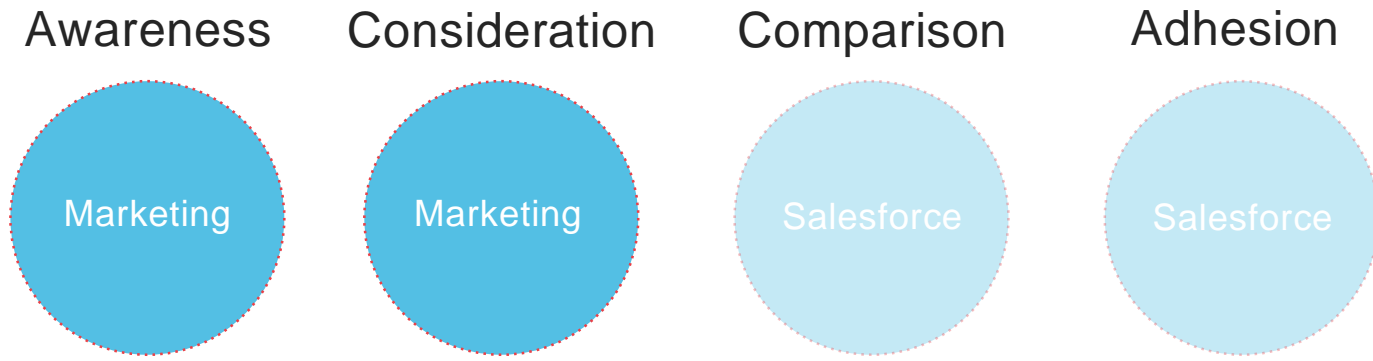 Awareness
Consideration
Comparison
Adhesion
Marketing
Marketing
Salesforce
Salesforce